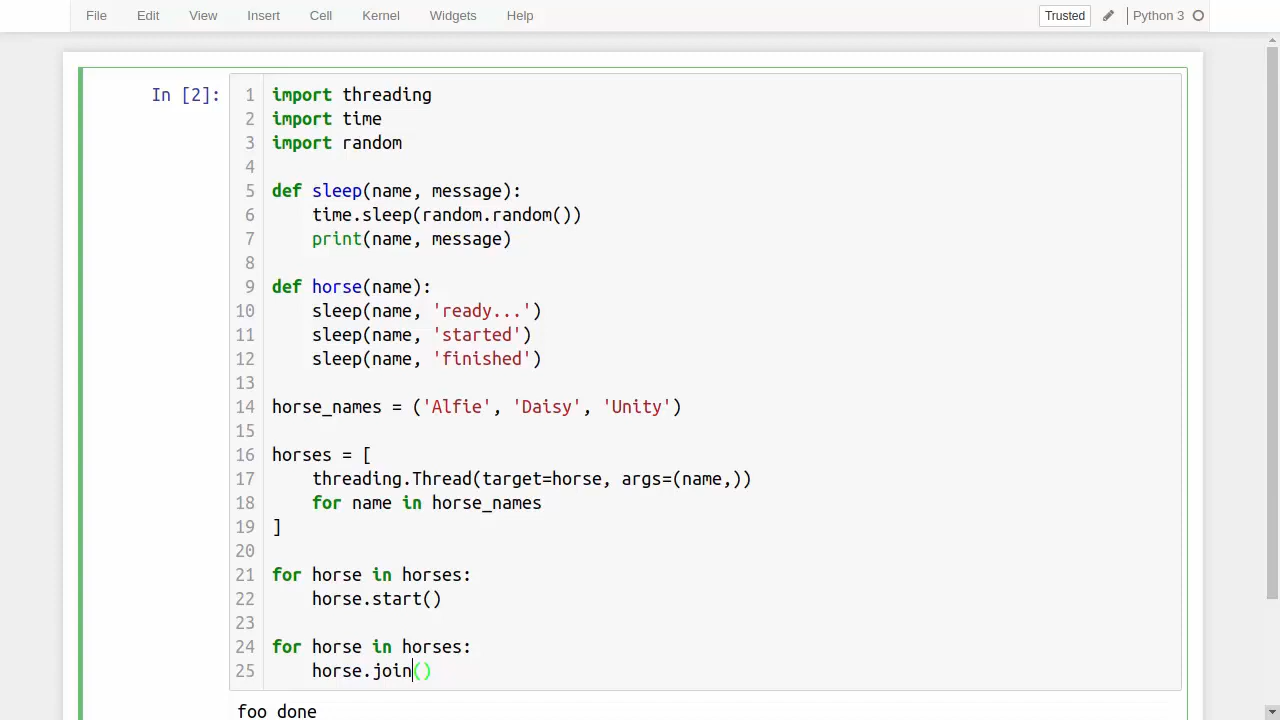 File Edit View Insert Cell Kernel Widgets Help Trusted Python 3
In [2]:
1 import threading
2 import time
3 import random
4
5 def sleep(name, message):
6     time.sleep(random.random())
7     print(name, message)
8
9 def horse(name):
10     sleep(name, 'ready...')
11     sleep(name, 'started')
12     sleep(name, 'finished')
13
14 horse_names = ('Alfie', 'Daisy', 'Unity')
15
16 horses = [
17     threading.Thread(target=horse, args=(name,))
18     for name in horse_names
19 ]
20
21 for horse in horses:
22     horse.start()
23
24 for horse in horses:
25     horse.join()
foo done